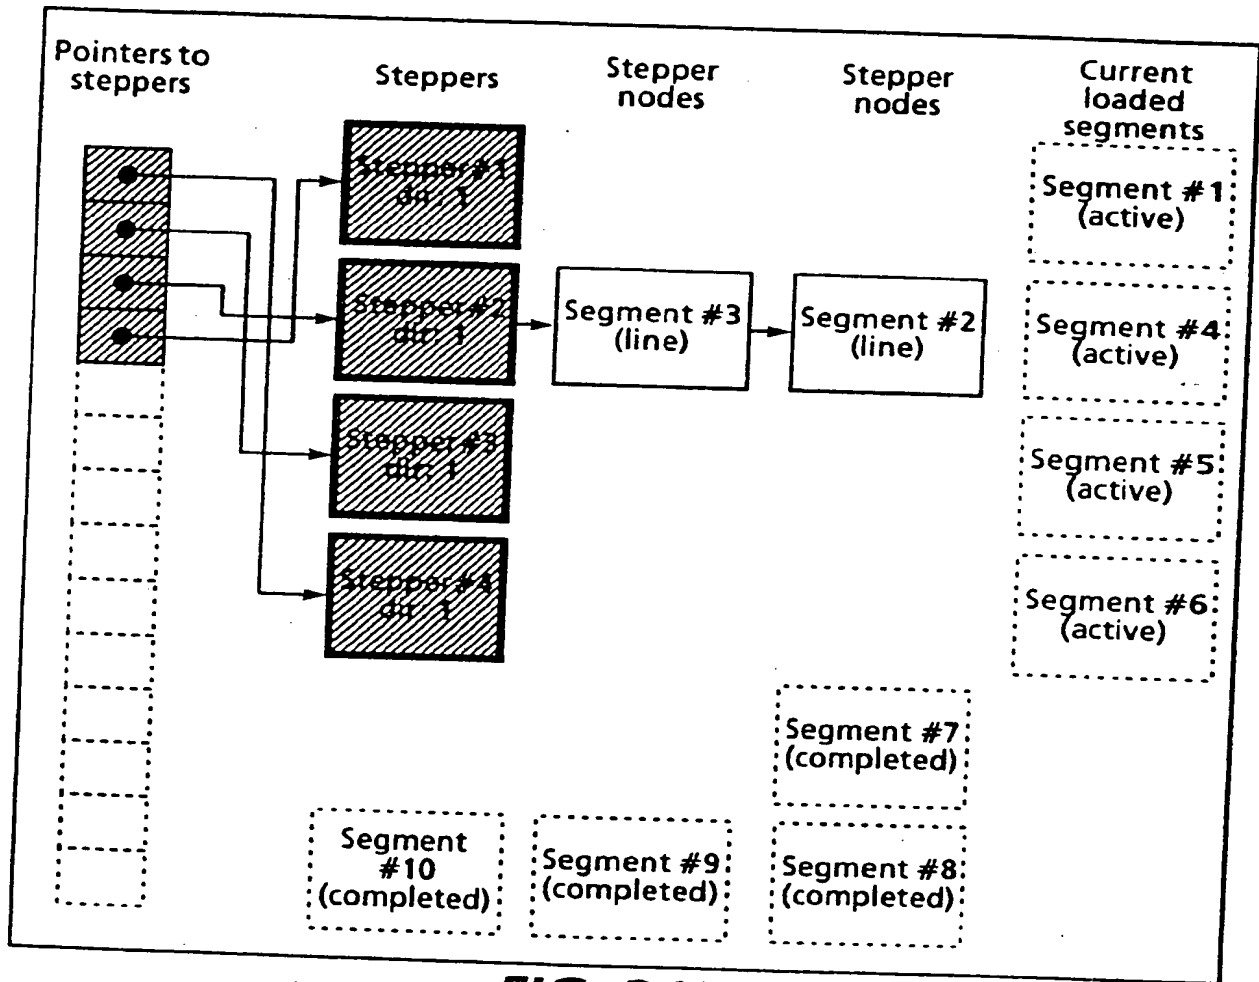 Pointers to
steppers
Steppers
Stepper
nodes
Stepper
nodes
Current
loaded
segments
Stepper#1
dir: 1
Segment #1
(active)
Stepper#2
dir: 1
Segment #3
(line)
Segment #2
(line)
Segment #4
(active)
Stepper#3
dir: 1
Segment #5
(active)
Stepper#4
dir: 1
Segment #6
(active)
Segment #7
(completed)
Segment
#10
(completed)
Segment #9
(completed)
Segment #8
(completed)